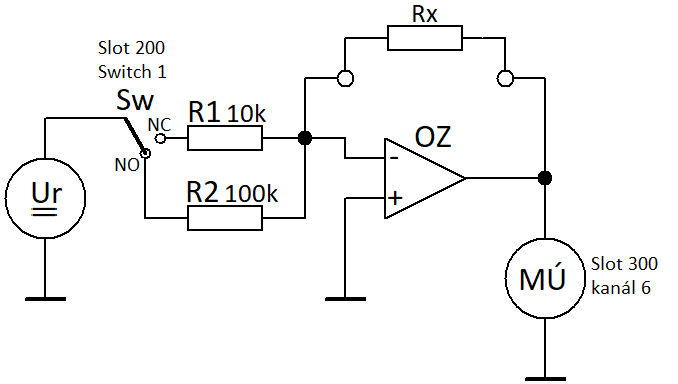 Rx
Slot 200
Switch 1
Sw
NC
R1 10k
OZ
-
NO
Ur
R2 100k
+
MÚ
Slot 300
kanál 6